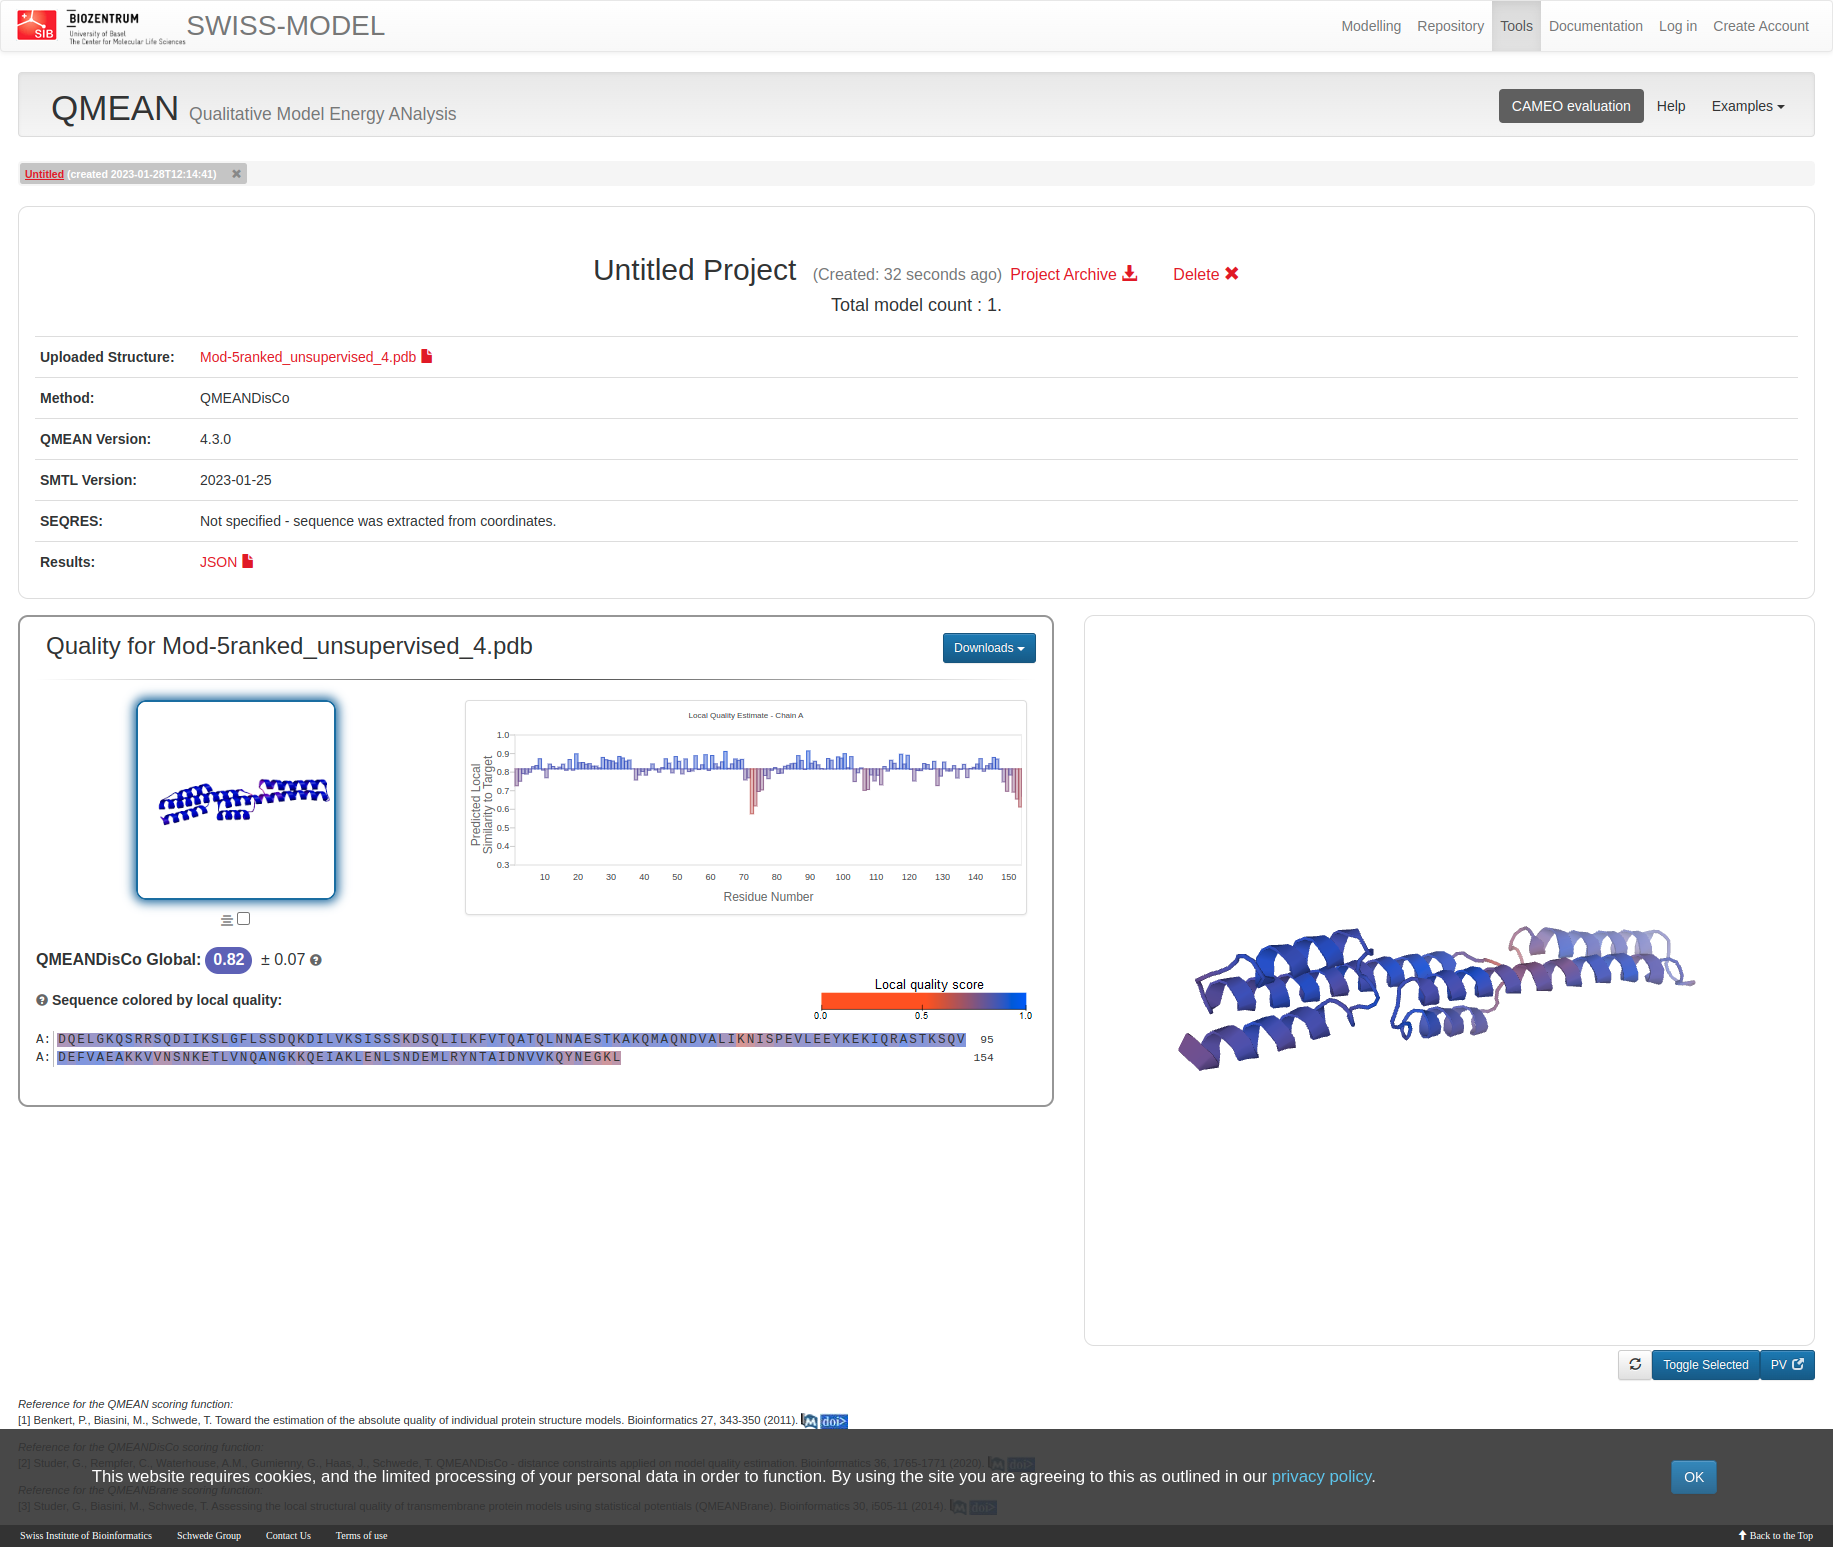 SIB
BIOZENTRUM
University of Basel
The Center for Molecular Life Sciences
SWISS-MODEL
Modelling Repository Tools Documentation Log in Create Account
QMEAN Qualitative Model Energy ANalysis
CAMEO evaluation Help Examples
Untitled (created 2023-01-28T12:14:41)
Untitled Project (Created: 32 seconds ago) Project Archive Delete
Total model count : 1.
Uploaded Structure: Mod-5ranked_unsupervised_4.pdb
Method: QMEANDisCo
QMEAN Version: 4.3.0
SMTL Version: 2023-01-25
SEQRES: Not specified - sequence was extracted from coordinates.
Results: JSON
Quality for Mod-5ranked_unsupervised_4.pdb
Downloads
Local Quality Estimate - Chain A
Predicted Local
Similarity to Target
1.0
0.9
0.8
0.7
0.6
0.5
0.4
0.3
10 20 30 40 50 60 70 80 90 100 110 120 130 140 150
Residue Number
QMEANDisCo Global: 0.82 ± 0.07
Sequence colored by local quality:
Local quality score
0.0 0.5 1.0
A: DQELGKQSRRSQDIIKSLGFLSSDQKDILVKSISSSKDSQLILKFVTQATQLNNAESTKAKQMAQNDVALIKNISPEVLEEYKEKIQRASTKSQV 95
A: DEFVAEAKKVVNSNKETLVNQANGKKQEIAKLENLSNDEMLRYNTAIDNVVKQYNEGKL 154
Toggle Selected PV
Reference for the QMEAN scoring function:
[1] Benkert, P., Biasini, M., Schwede, T. Toward the estimation of the absolute quality of individual protein structure models. Bioinformatics 27, 343-350 (2011). doi>
Reference for the QMEANDisCo scoring function:
[2] Studer, G., Rempfer, C., Waterhouse, A.M., Gumienny, G., Haas, J., Schwede, T. QMEANDisCo - distance constraints applied on model quality estimation. Bioinformatics 36, 1765-1771 (2020). doi>
This website requires cookies, and the limited processing of your personal data in order to function. By using the site you are agreeing to this as outlined in our privacy policy.
OK
Reference for the QMEANBrane scoring function:
[3] Studer, G., Biasini, M., Schwede, T. Assessing the local structural quality of transmembrane protein models using statistical potentials (QMEANBrane). Bioinformatics 30, i505-11 (2014). doi>
Swiss Institute of Bioinformatics Schwede Group Contact Us Terms of use
Back to the Top